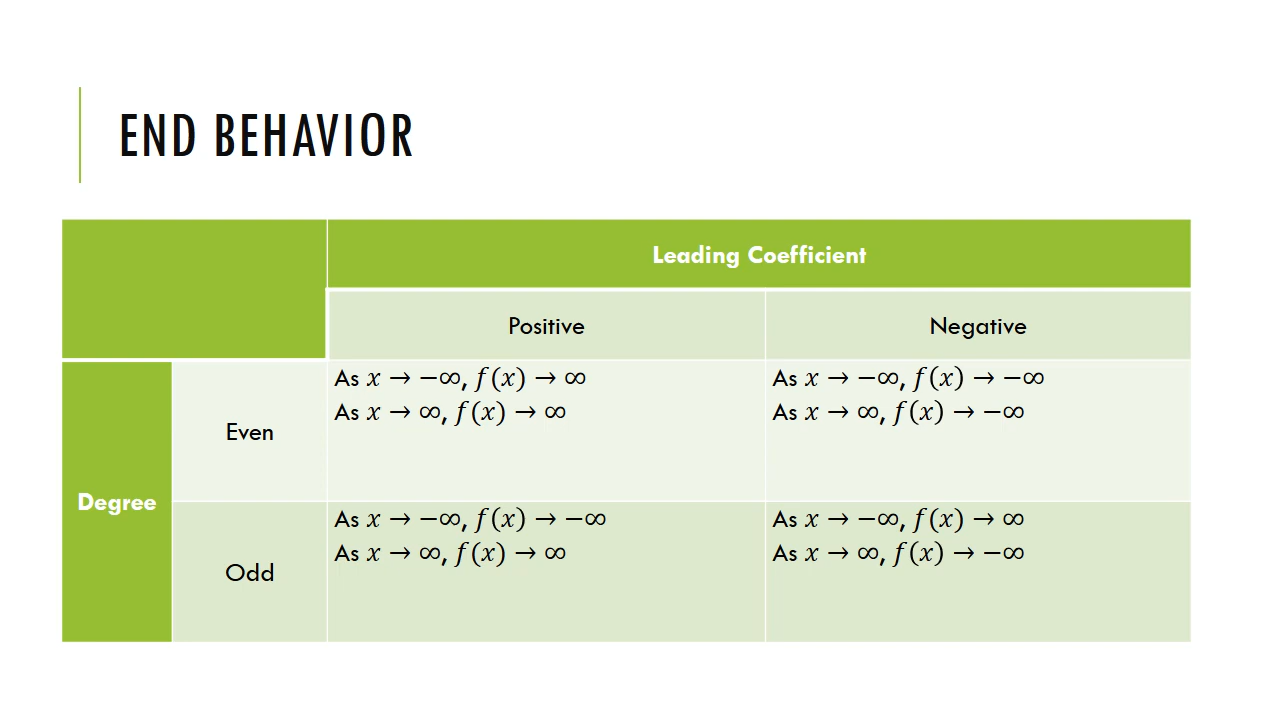 END BEHAVIOR
Leading Coefficient
Positive
Negative
Degree
Even
As 𝑥 → −∞, 𝑓(𝑥) → ∞
As 𝑥 → ∞, 𝑓(𝑥) → ∞
As 𝑥 → −∞, 𝑓(𝑥) → −∞
As 𝑥 → ∞, 𝑓(𝑥) → −∞
Odd
As 𝑥 → −∞, 𝑓(𝑥) → −∞
As 𝑥 → ∞, 𝑓(𝑥) → ∞
As 𝑥 → −∞, 𝑓(𝑥) → ∞
As 𝑥 → ∞, 𝑓(𝑥) → −∞